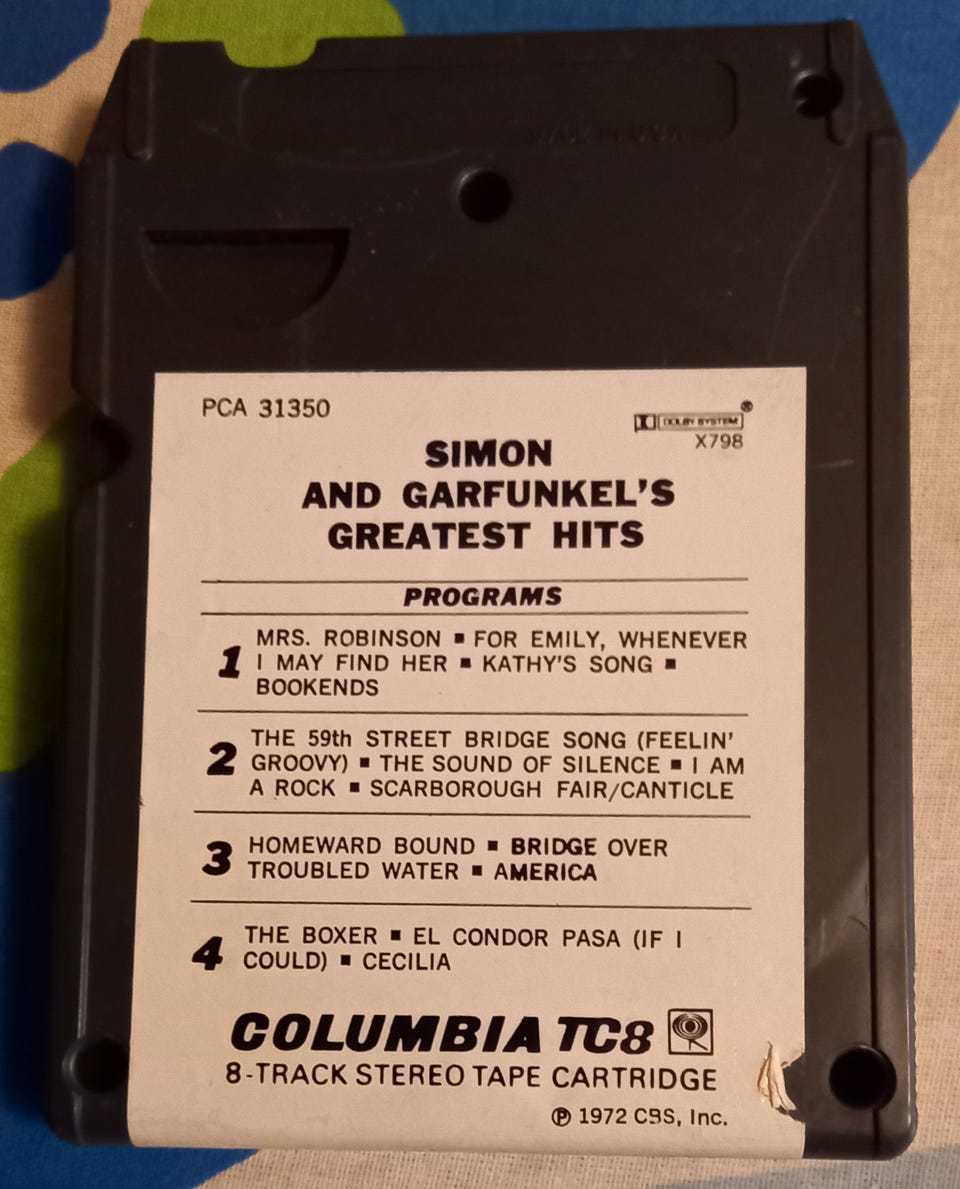 MADE IN U.S.A.
PCA 31350
DOLBY SYSTEM ®
X798
SIMON
AND GARFUNKEL'S
GREATEST HITS
PROGRAMS
1 MRS. ROBINSON ▪ FOR EMILY, WHENEVER
I MAY FIND HER ▪ KATHY'S SONG ▪
BOOKENDS
2 THE 59th STREET BRIDGE SONG (FEELIN'
GROOVY) ▪ THE SOUND OF SILENCE ▪ I AM
A ROCK ▪ SCARBOROUGH FAIR/CANTICLE
3 HOMEWARD BOUND ▪ BRIDGE OVER
TROUBLED WATER ▪ AMERICA
4 THE BOXER ▪ EL CONDOR PASA (IF I
COULD) ▪ CECILIA
COLUMBIA TC8
8-TRACK STEREO TAPE CARTRIDGE
℗ 1972 CBS, Inc.